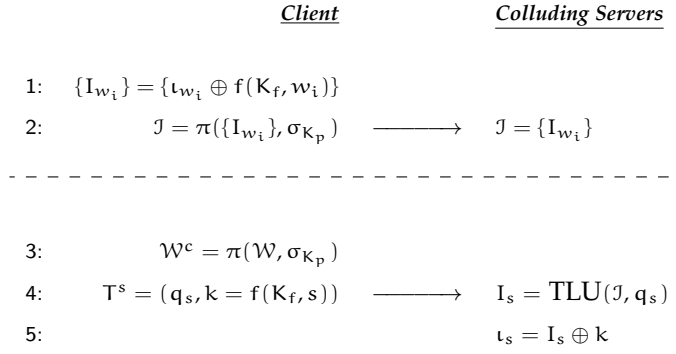 Client Colluding Servers
1: {I_{w_i}} = {ι_{w_i} ⊕ f(K_f, w_i)}
2: ℐ = π({I_{w_i}}, σ_{K_p}) ⟶ ℐ = {I_{w_i}}
3: 𝒲^c = π(𝒲, σ_{K_p})
4: T^s = (q_s, k = f(K_f, s)) ⟶ I_s = TLU(ℐ, q_s)
5: ι_s = I_s ⊕ k